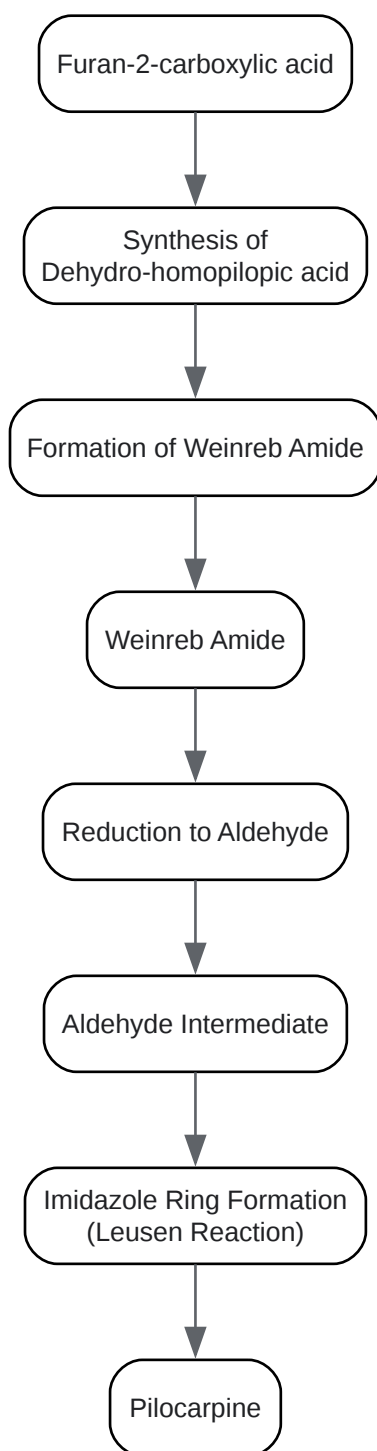 Furan-2-carboxylic acid
Synthesis of
Dehydro-homopilopic acid
Formation of Weinreb Amide
Weinreb Amide
Reduction to Aldehyde
Aldehyde Intermediate
Imidazole Ring Formation
(Leusen Reaction)
Pilocarpine